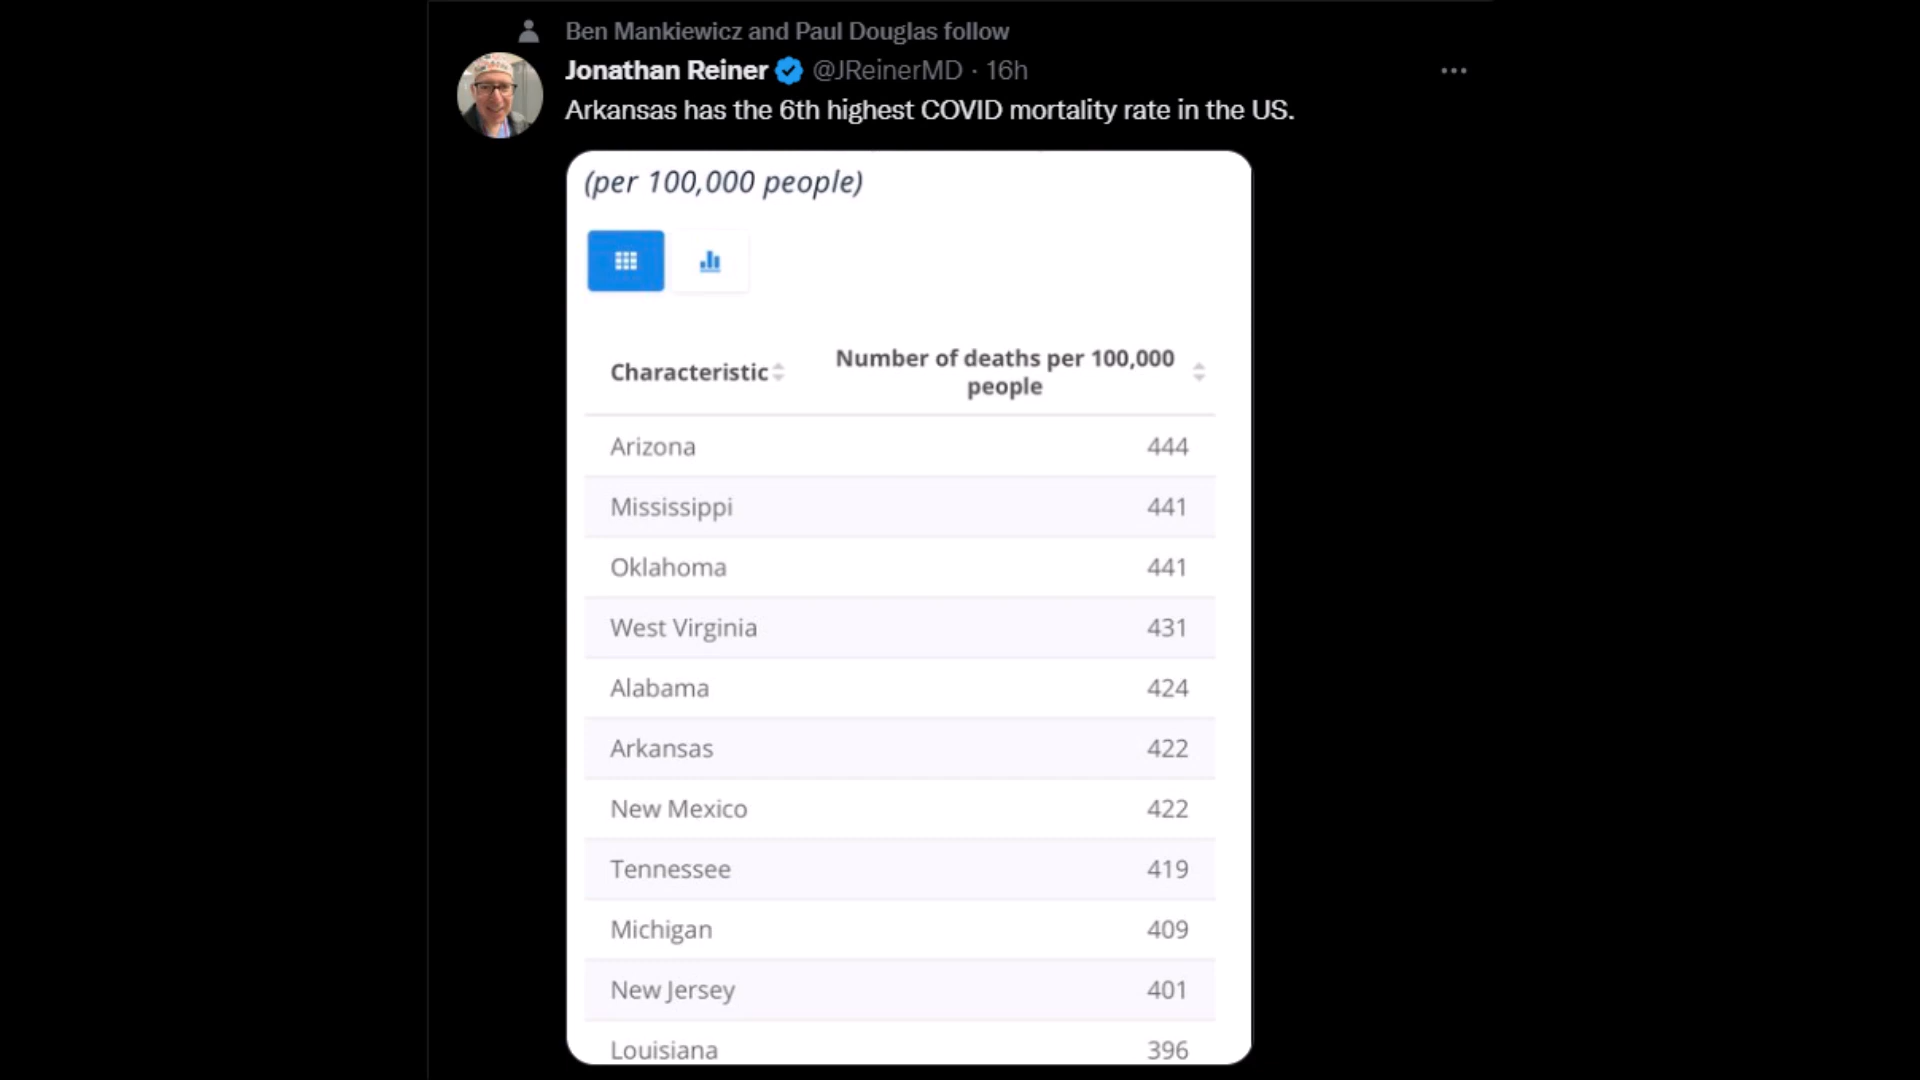 Ben Mankiewicz and Paul Douglas follow
Jonathan Reiner @JReinerMD · 16h
Arkansas has the 6th highest COVID mortality rate in the US.
(per 100,000 people)
Characteristic Number of deaths per 100,000
people
Arizona 444
Mississippi 441
Oklahoma 441
West Virginia 431
Alabama 424
Arkansas 422
New Mexico 422
Tennessee 419
Michigan 409
New Jersey 401
Louisiana 396